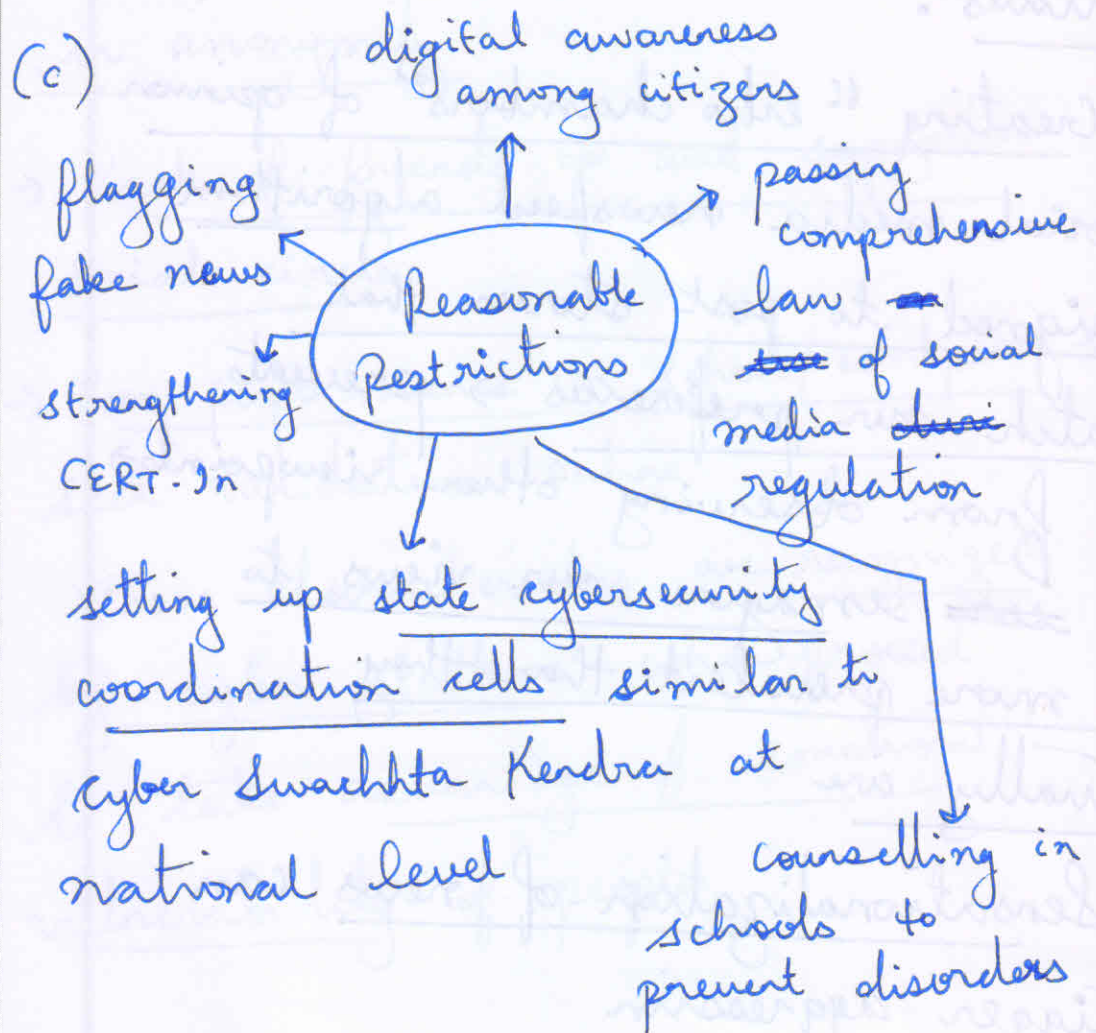 (c)
digital awareness
among citizens
flagging
fake news
passing
comprehensive
law
of social
media
regulation
Reasonable
restrictions
strengthening
CERT-In
setting up state cybersecurity
coordination cells similar to
cyber Swachhta Kendra at
national level
counselling in
schools to
prevent disorders